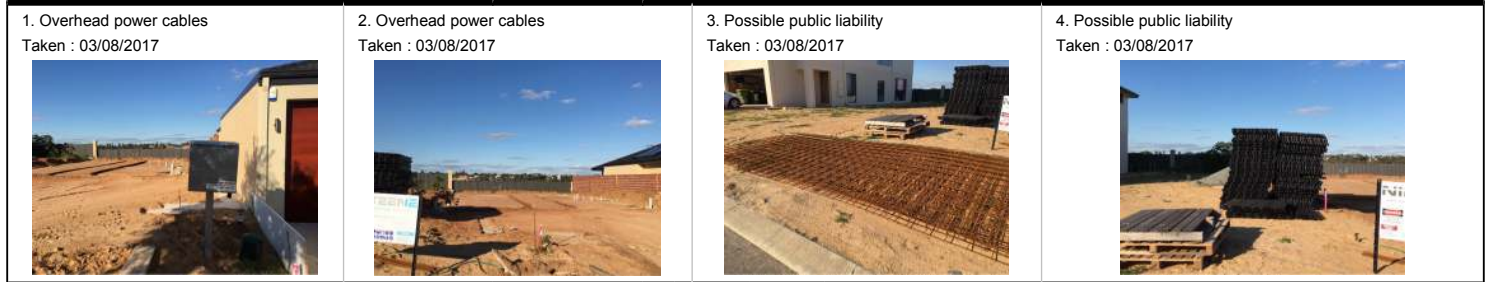 1. Overhead power cables
Taken : 03/08/2017
2. Overhead power cables
Taken : 03/08/2017
3. Possible public liability
Taken : 03/08/2017
4. Possible public liability
Taken : 03/08/2017